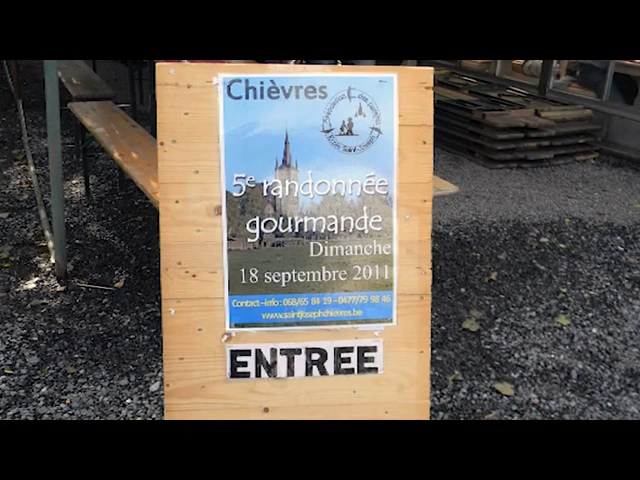 Chièvres
5e randonnée
gourmande
Dimanche
18 septembre 2011
Contact-info : 068/65 84 19 - 0477/79 98 46
www.saintjosephchievres.be
ENTREE